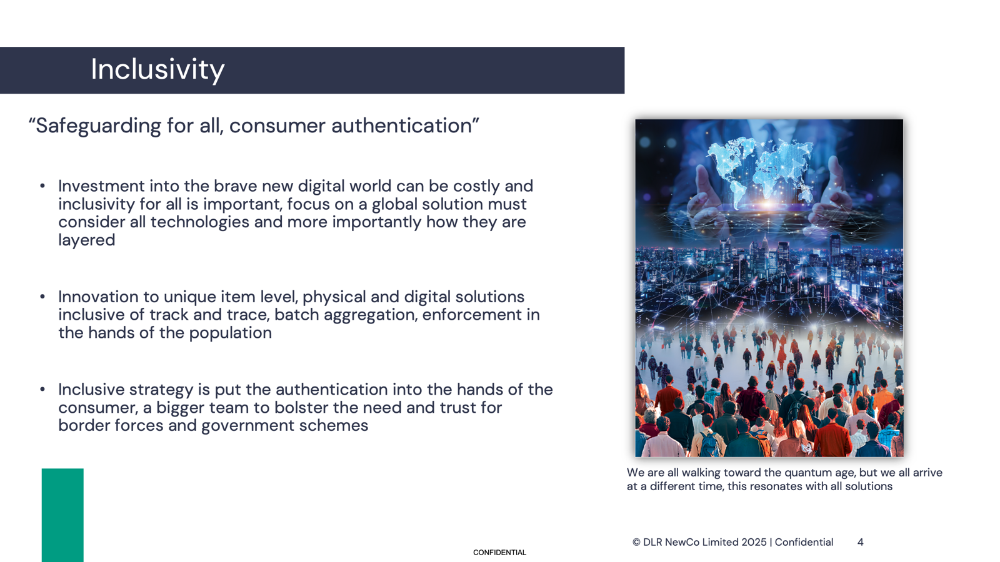 Inclusivity
“Safeguarding for all, consumer authentication”
• Investment into the brave new digital world can be costly and
inclusivity for all is important, focus on a global solution must
consider all technologies and more importantly how they are
layered
• Innovation to unique item level, physical and digital solutions
inclusive of track and trace, batch aggregation, enforcement in
the hands of the population
• Inclusive strategy is put the authentication into the hands of the
consumer, a bigger team to bolster the need and trust for
border forces and government schemes
We are all walking toward the quantum age, but we all arrive
at a different time, this resonates with all solutions
© DLR NewCo Limited 2025 | Confidential 4
CONFIDENTIAL